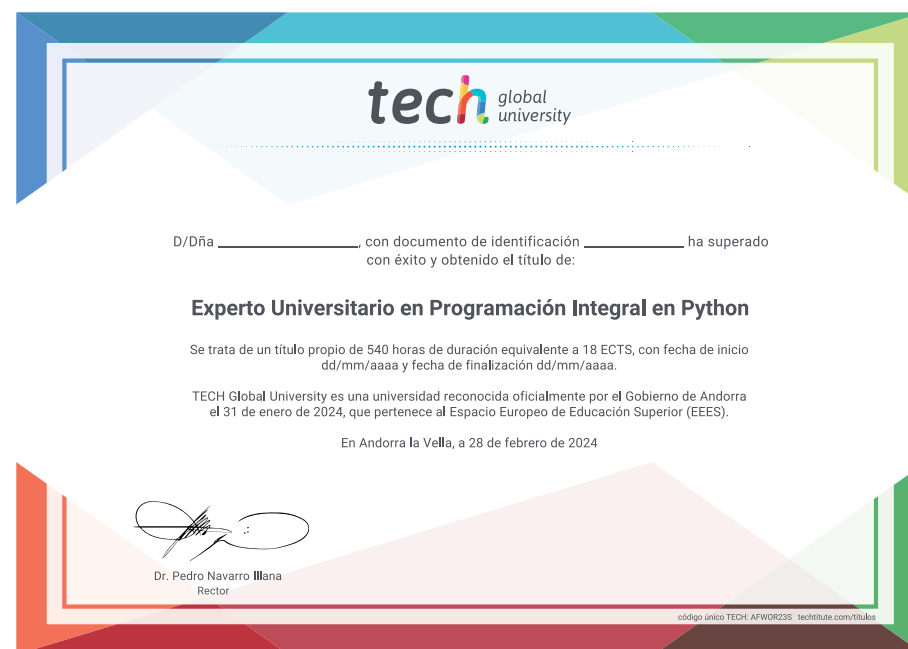 tech global
university
D/Dña ____________________, con documento de identificación ______________ ha superado
con éxito y obtenido el título de:
Experto Universitario en Programación Integral en Python
Se trata de un título propio de 540 horas de duración equivalente a 18 ECTS, con fecha de inicio
dd/mm/aaaa y fecha de finalización dd/mm/aaaa.
TECH Global University es una universidad reconocida oficialmente por el Gobierno de Andorra
el 31 de enero de 2024, que pertenece al Espacio Europeo de Educación Superior (EEES).
En Andorra la Vella, a 28 de febrero de 2024
Dr. Pedro Navarro Illana
Rector
código único TECH: AFWOR23S techtitute.com/titulos